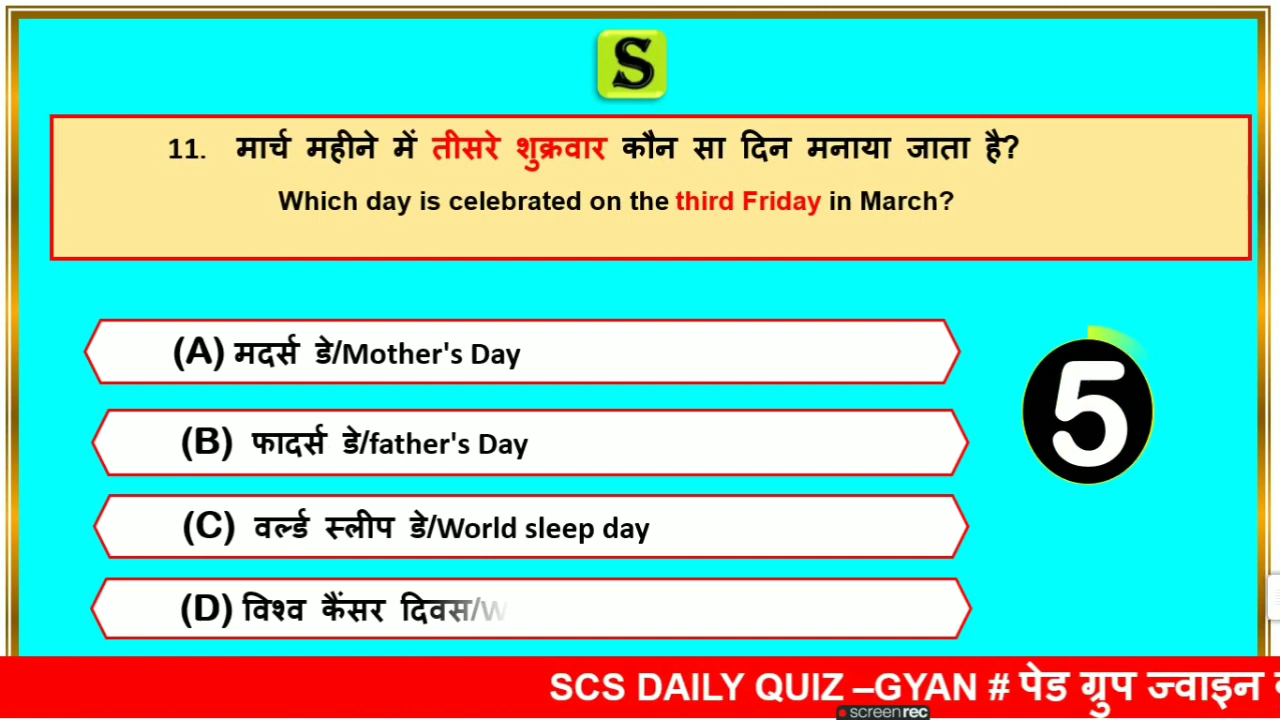 S
11. मार्च महीने में तीसरे शुक्रवार कौन सा दिन मनाया जाता है?
Which day is celebrated on the third Friday in March?
(A) मदर्स डे/Mother's Day
(B) फादर्स डे/father's Day
5
(C) वर्ल्ड स्लीप डे/World sleep day
(D) विश्व कैंसर दिवस/W
SCS DAILY QUIZ –GYAN # पेड ग्रुप ज्वाइन
screenrec